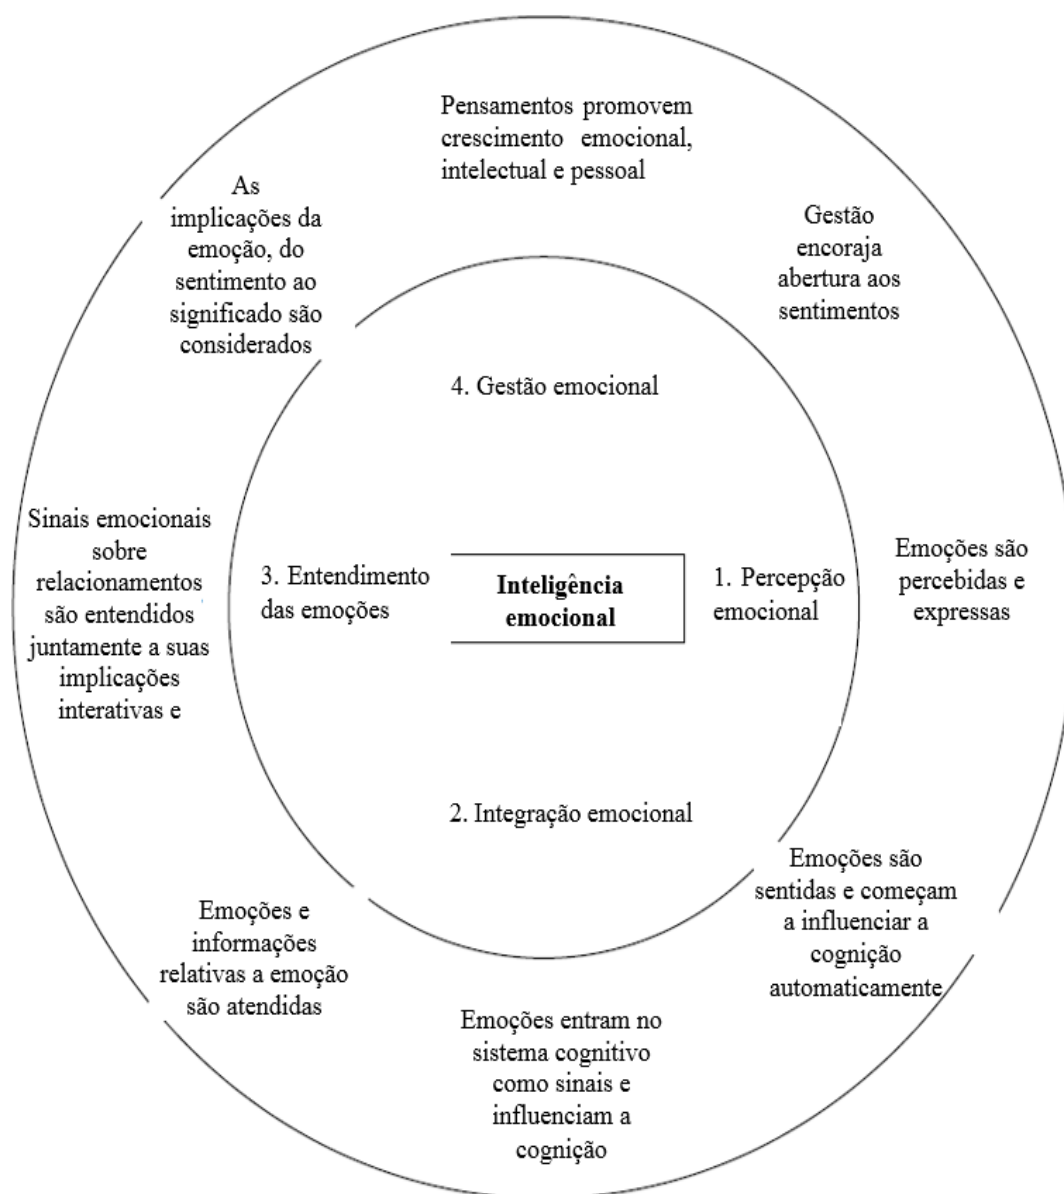 Pensamentos promovem
crescimento emocional,
intelectual e pessoal
As
implicações da
emoção, do
sentimento ao
significado são
considerados
Gestão
encoraja
abertura aos
sentimentos
4. Gestão emocional
Sinais emocionais
sobre
relacionamentos
são entendidos
juntamente a suas
implicações
interativas e
3. Entendimento
das emoções
Inteligência
emocional
1. Percepção
emocional
Emoções são
percebidas e
expressas
2. Integração emocional
Emoções e
informações
relativas a emoção
são atendidas
Emoções são
sentidas e começam
a influenciar a
cognição
automaticamente
Emoções entram no
sistema cognitivo
como sinais e
influenciam a
cognição